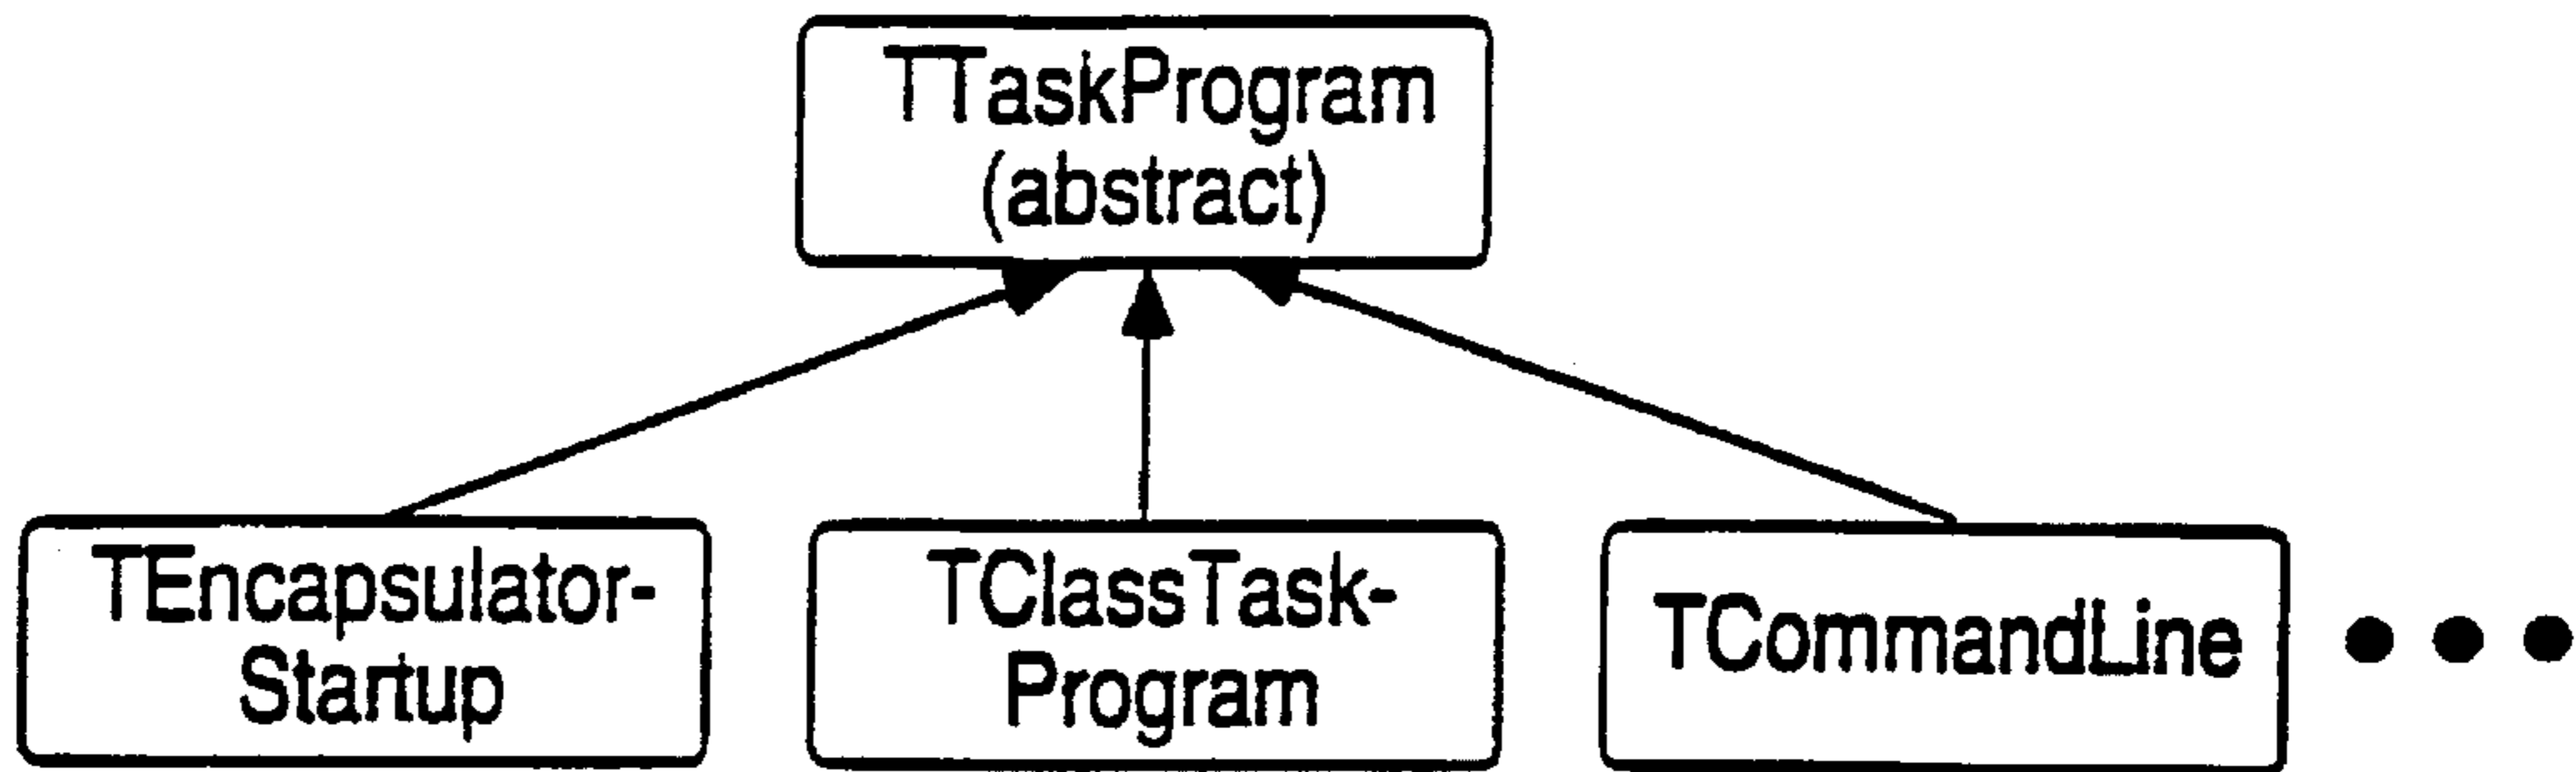 TTaskProgram
(abstract)
TEncapsulator-
Startup
TClassTask-
Program
TCommandLine